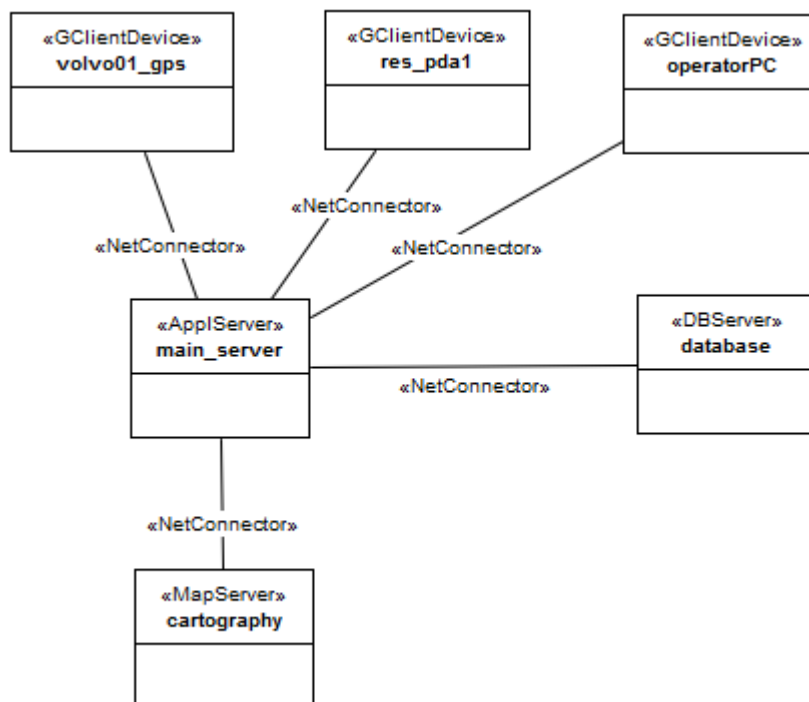 «GClientDevice»
volvo01_gps
«GClientDevice»
res_pda1
«GClientDevice»
operatorPC
«NetConnector»
«NetConnector»
«NetConnector»
«ApplServer»
main_server
«DBServer»
database
«NetConnector»
«NetConnector»
«MapServer»
cartography